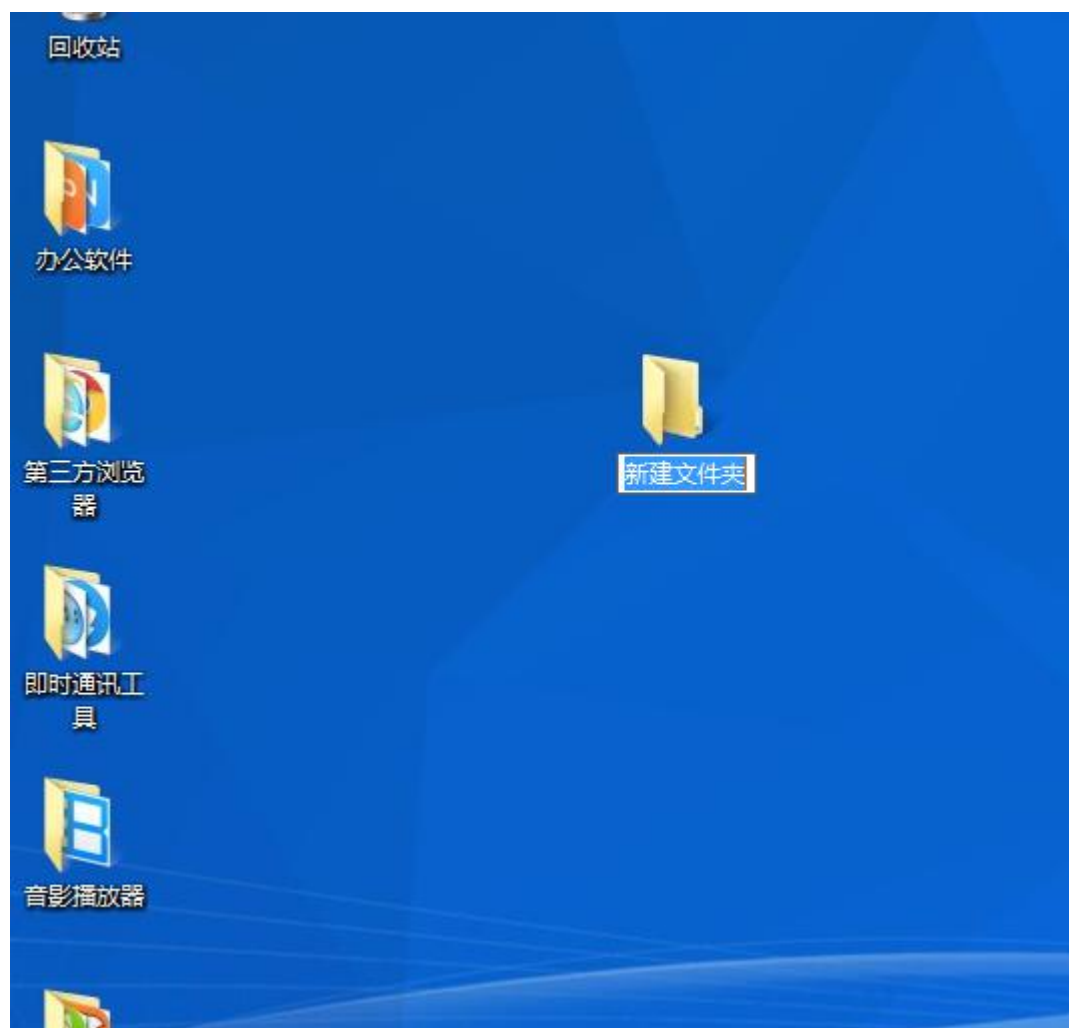 回收站
办公软件
第三方浏览
器
新建文件夹
即时通讯工
具
音影播放器